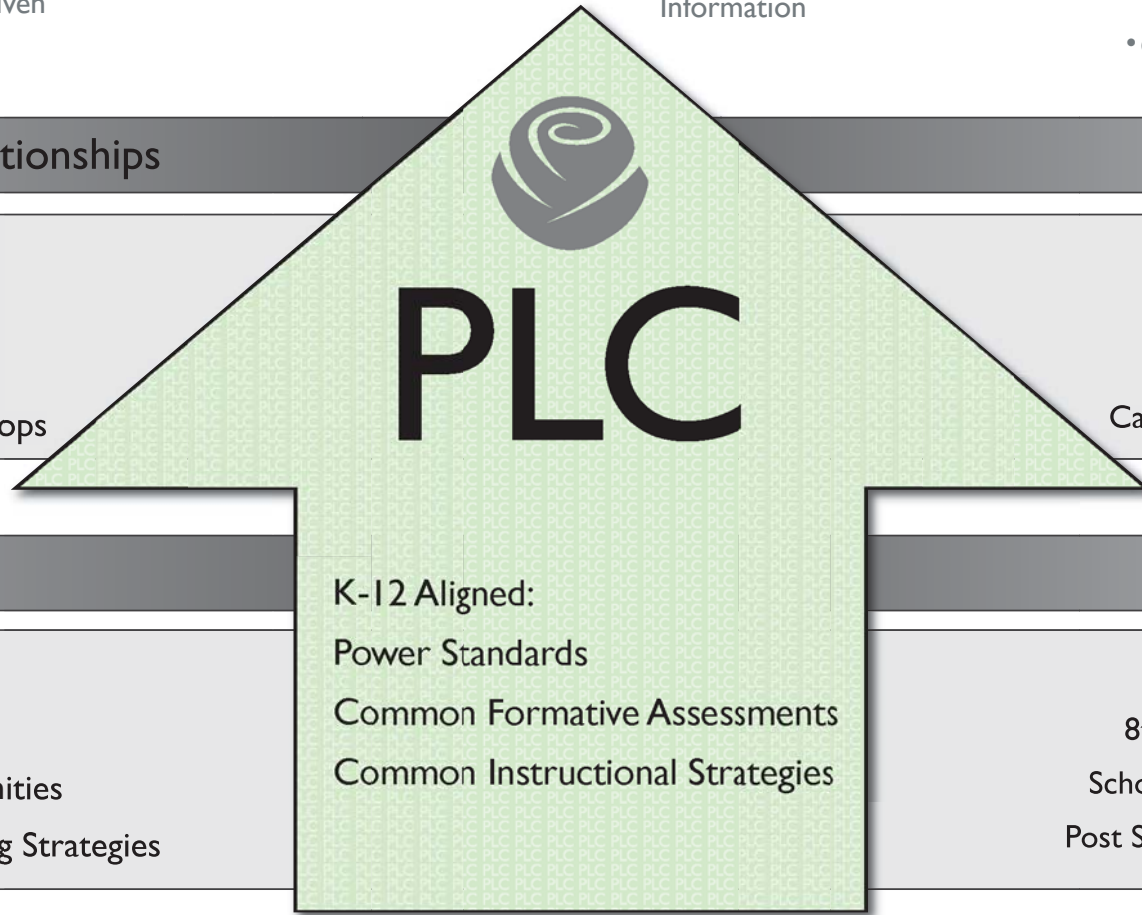 Information
tionships
PLC
ops
K-12 Aligned:
Power Standards
Common Formative Assessments
Common Instructional Strategies
nities
g Strategies
Ca
8
Scho
Post S